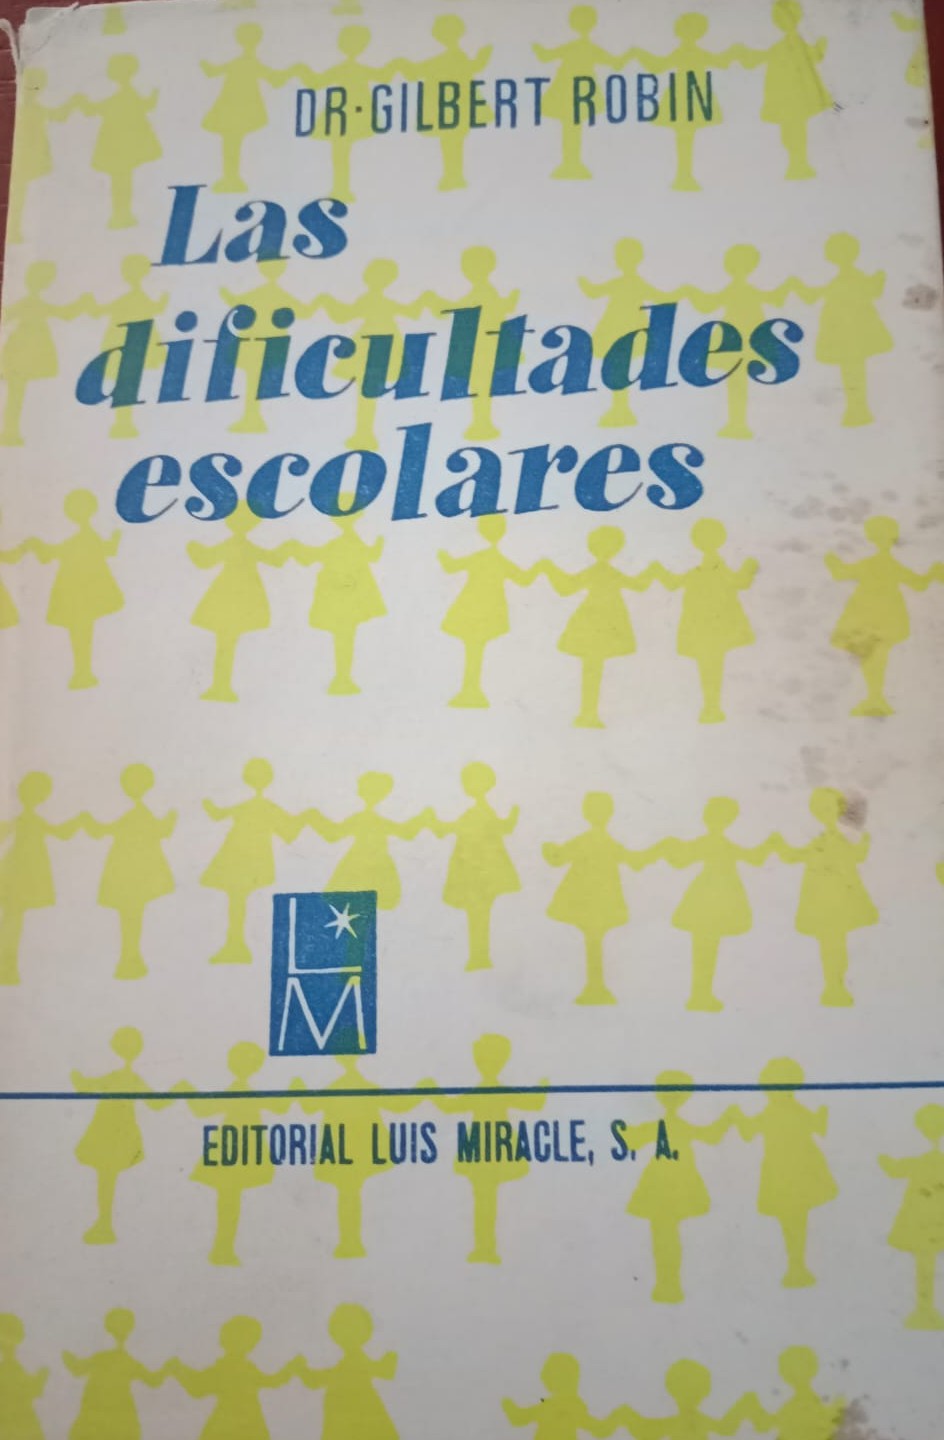 DR·GILBERT ROBIN
Las
dificultades
escolares
L
M
EDITORIAL LUIS MIRACLE, S. A.